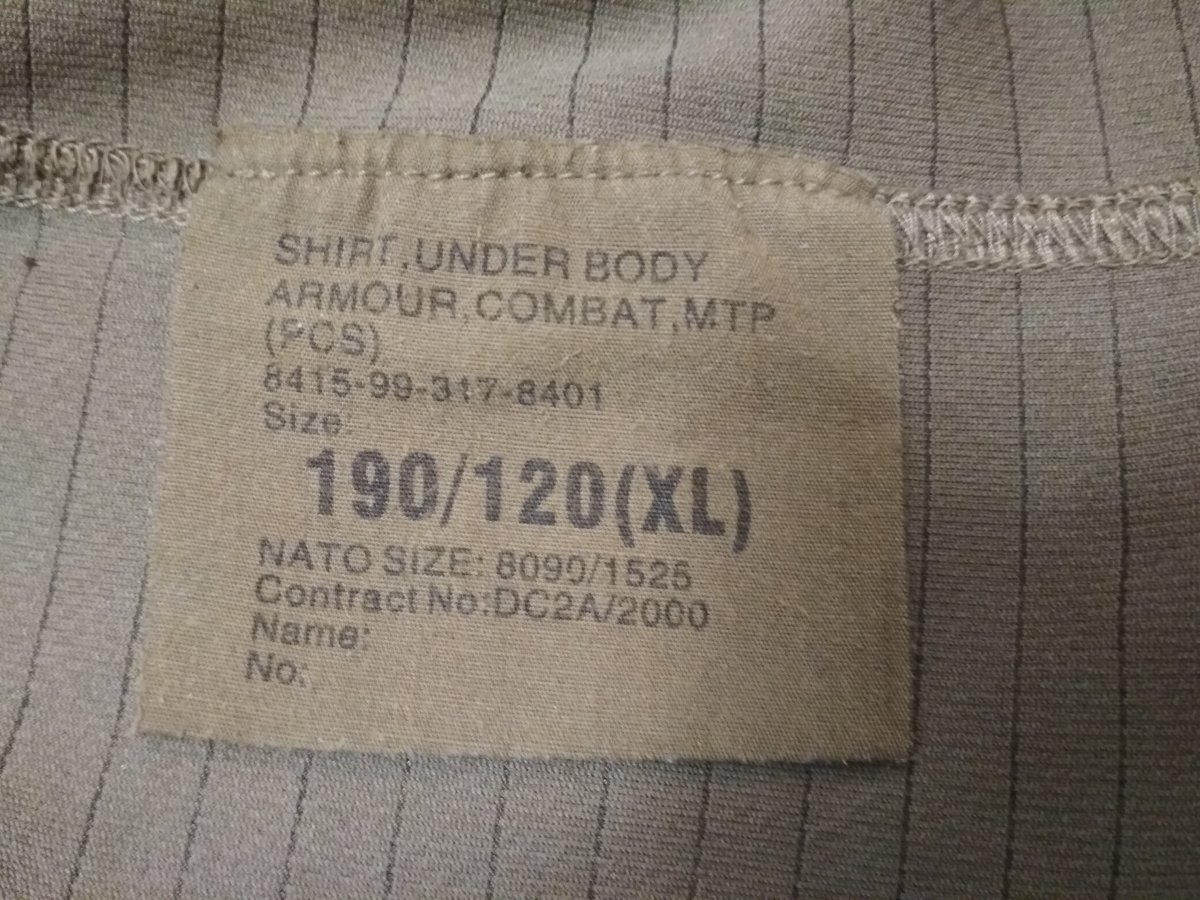 SHIRT,UNDER BODY
ARMOUR,COMBAT,MTP
(PCS)
8415-99-317-8401
Size:
190/120(XL)
NATO SIZE: 8090/1525
Contract No:DC2A/2000
Name:
No: